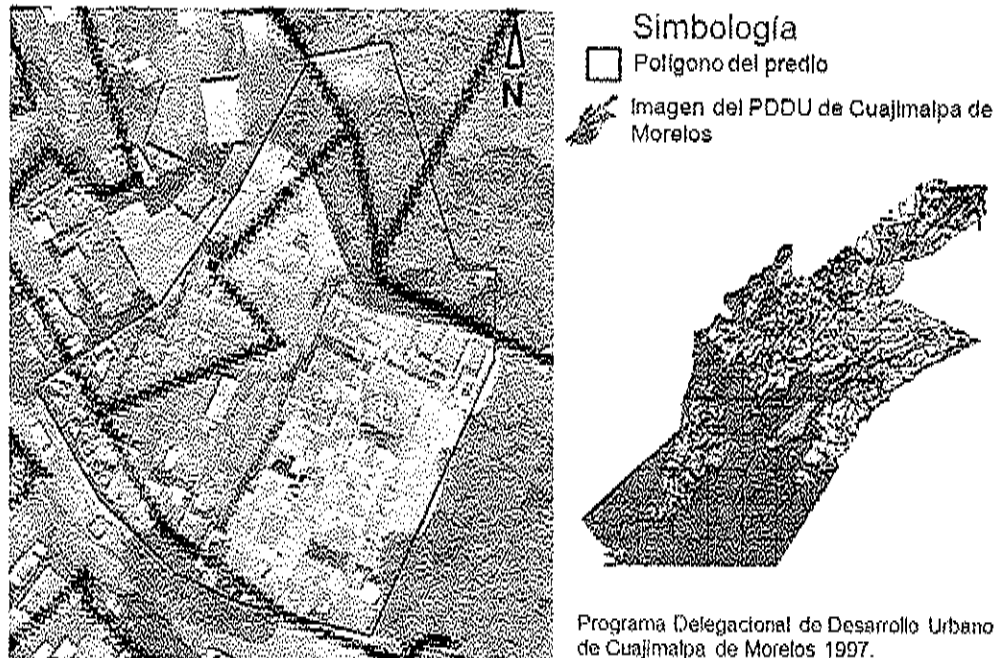 N
Simbología
Polígono del predio
Imagen del PDDU de Cuajimalpa de
Morelos
Programa Delegacional de Desarrollo Urbano
de Cuajimalpa de Morelos 1997.